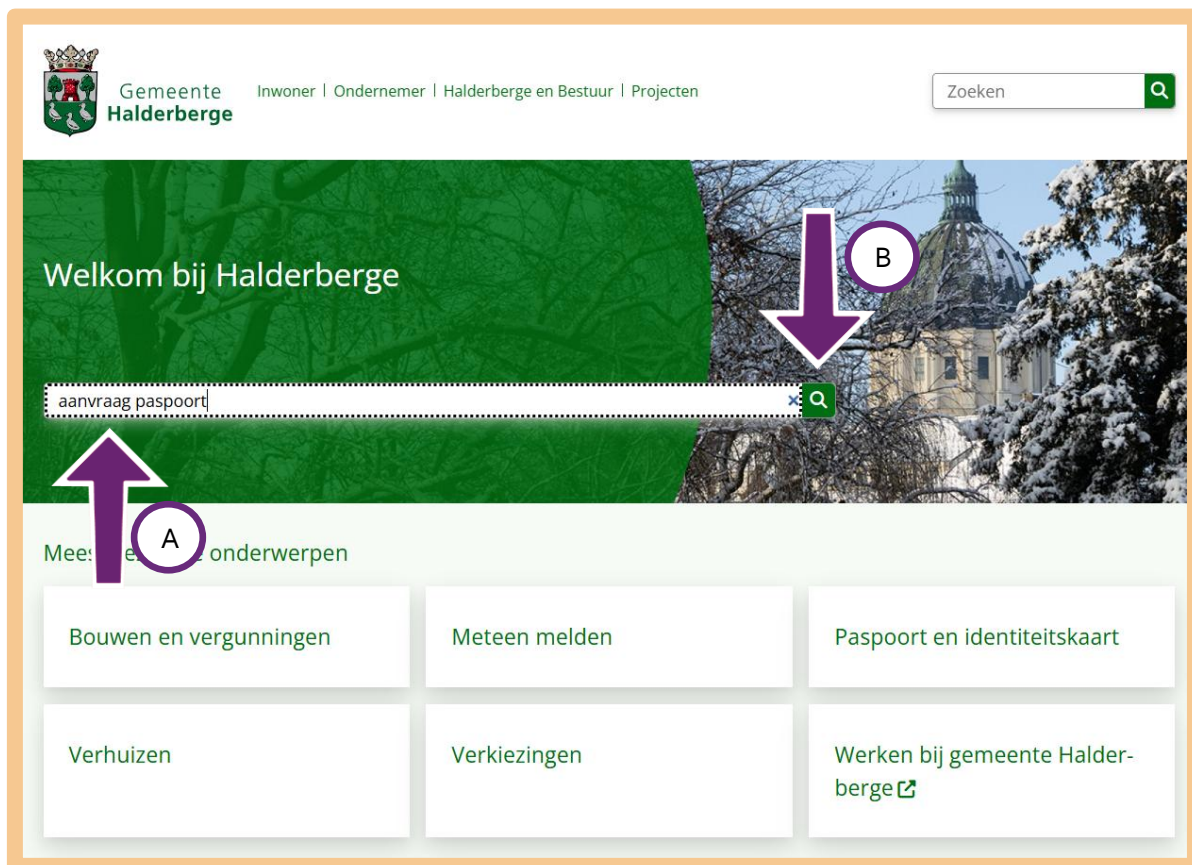 Gemeente
Halderberge
Inwoner | Ondernemer | Halderberge en Bestuur | Projecten
Zoeken
Welkom bij Halderberge
B
aanvraag paspoort
A
onderwerpen
Bouwen en vergunningen
Meteen melden
Paspoort en identiteitskaart
Verhuizen
Verkiezingen
Werken bij gemeente Halder-
berge